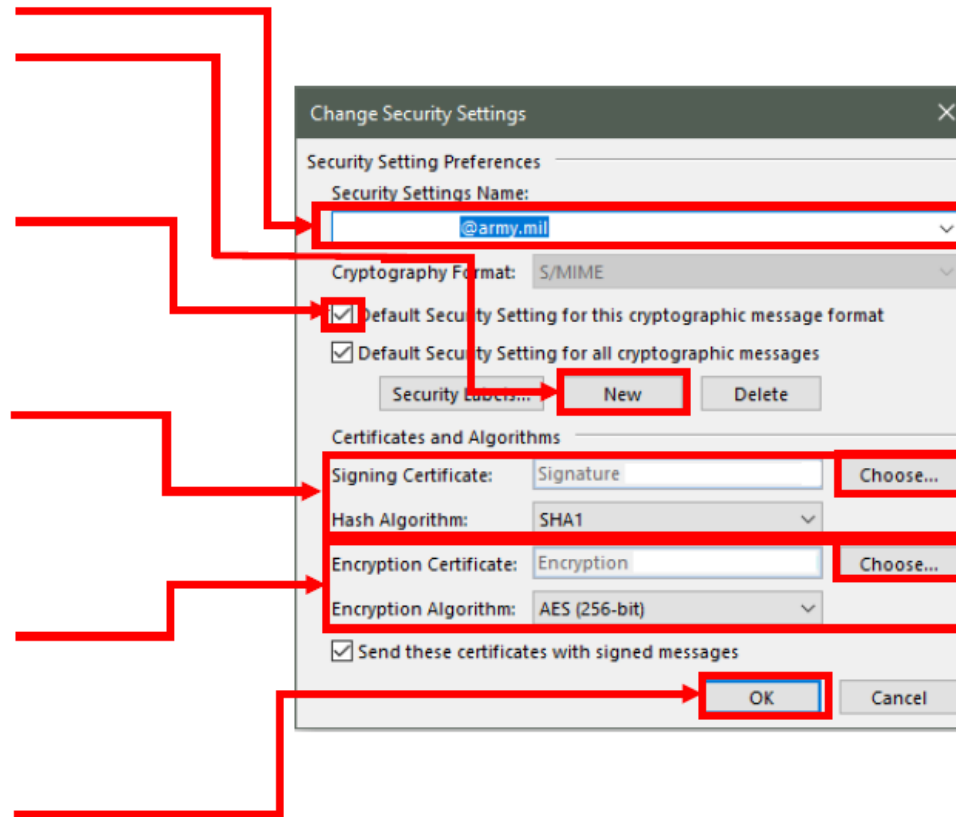 Change Security Settings
Security Setting Preferences
Security Settings Name:
@army.mil
Cryptography Format: S/MIME
Default Security Setting for this cryptographic message format
Default Security Setting for all cryptographic messages
Security Labels... New Delete
Certificates and Algorithms
Signing Certificate: Signature Choose...
Hash Algorithm: SHA1
Encryption Certificate: Encryption Choose...
Encryption Algorithm: AES (256-bit)
Send these certificates with signed messages
OK Cancel